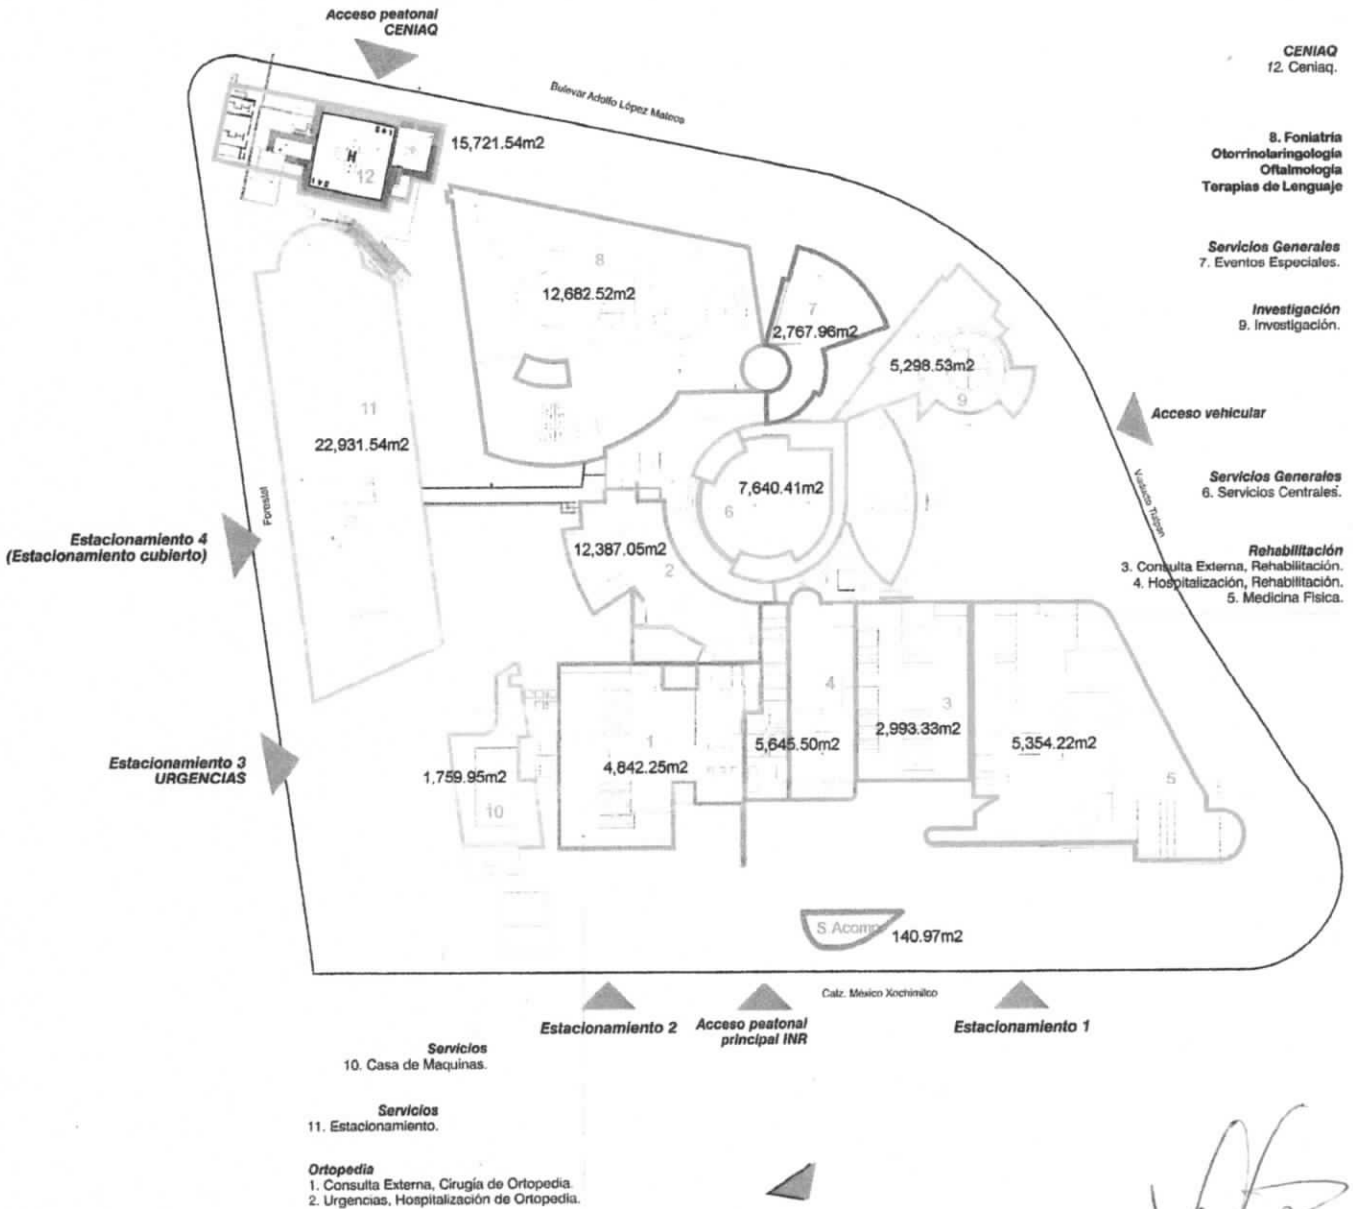 Acceso peatonal
CENIAQ
CENIAQ
12. Ceniaq.
Bulevar Adolfo López Mateos
15,721.54m2
12
H
8. Foniatría
Otorrinolaringología
Oftalmología
Terapias de Lenguaje
Servicios Generales
7. Eventos Especiales.
8
12,682.52m2
7
2,767.96m2
Investigación
9. Investigación.
5,298.53m2
9
11
22,931.54m2
Acceso vehicular
Viaducto Tlalpan
Servicios Generales
6. Servicios Centrales.
7,640.41m2
6
Forestal
Estacionamiento 4
(Estacionamiento cubierto)
12,387.05m2
2
Rehabilitación
3. Consulta Externa, Rehabilitación.
4. Hospitalización, Rehabilitación.
5. Medicina Física.
4
3
2,993.33m2
1
5,645.50m2
5,354.22m2
Estacionamiento 3
URGENCIAS
1,759.95m2
4,842.25m2
5
10
S. Acomp
140.97m2
Calz. México Xochimilco
Estacionamiento 2
Acceso peatonal
principal INR
Estacionamiento 1
Servicios
10. Casa de Maquinas.
Servicios
11. Estacionamiento.
Ortopedia
1. Consulta Externa, Cirugía de Ortopedia.
2. Urgencias, Hospitalización de Ortopedia.